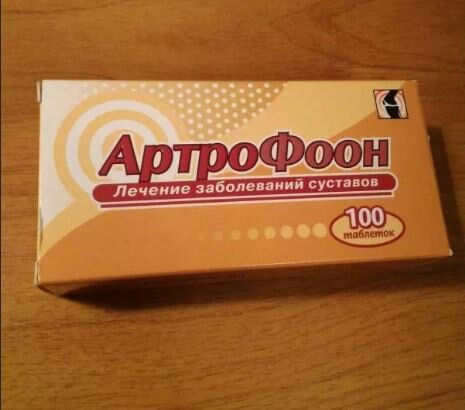 АртроФоон
Лечение заболеваний суставов
100
таблеток